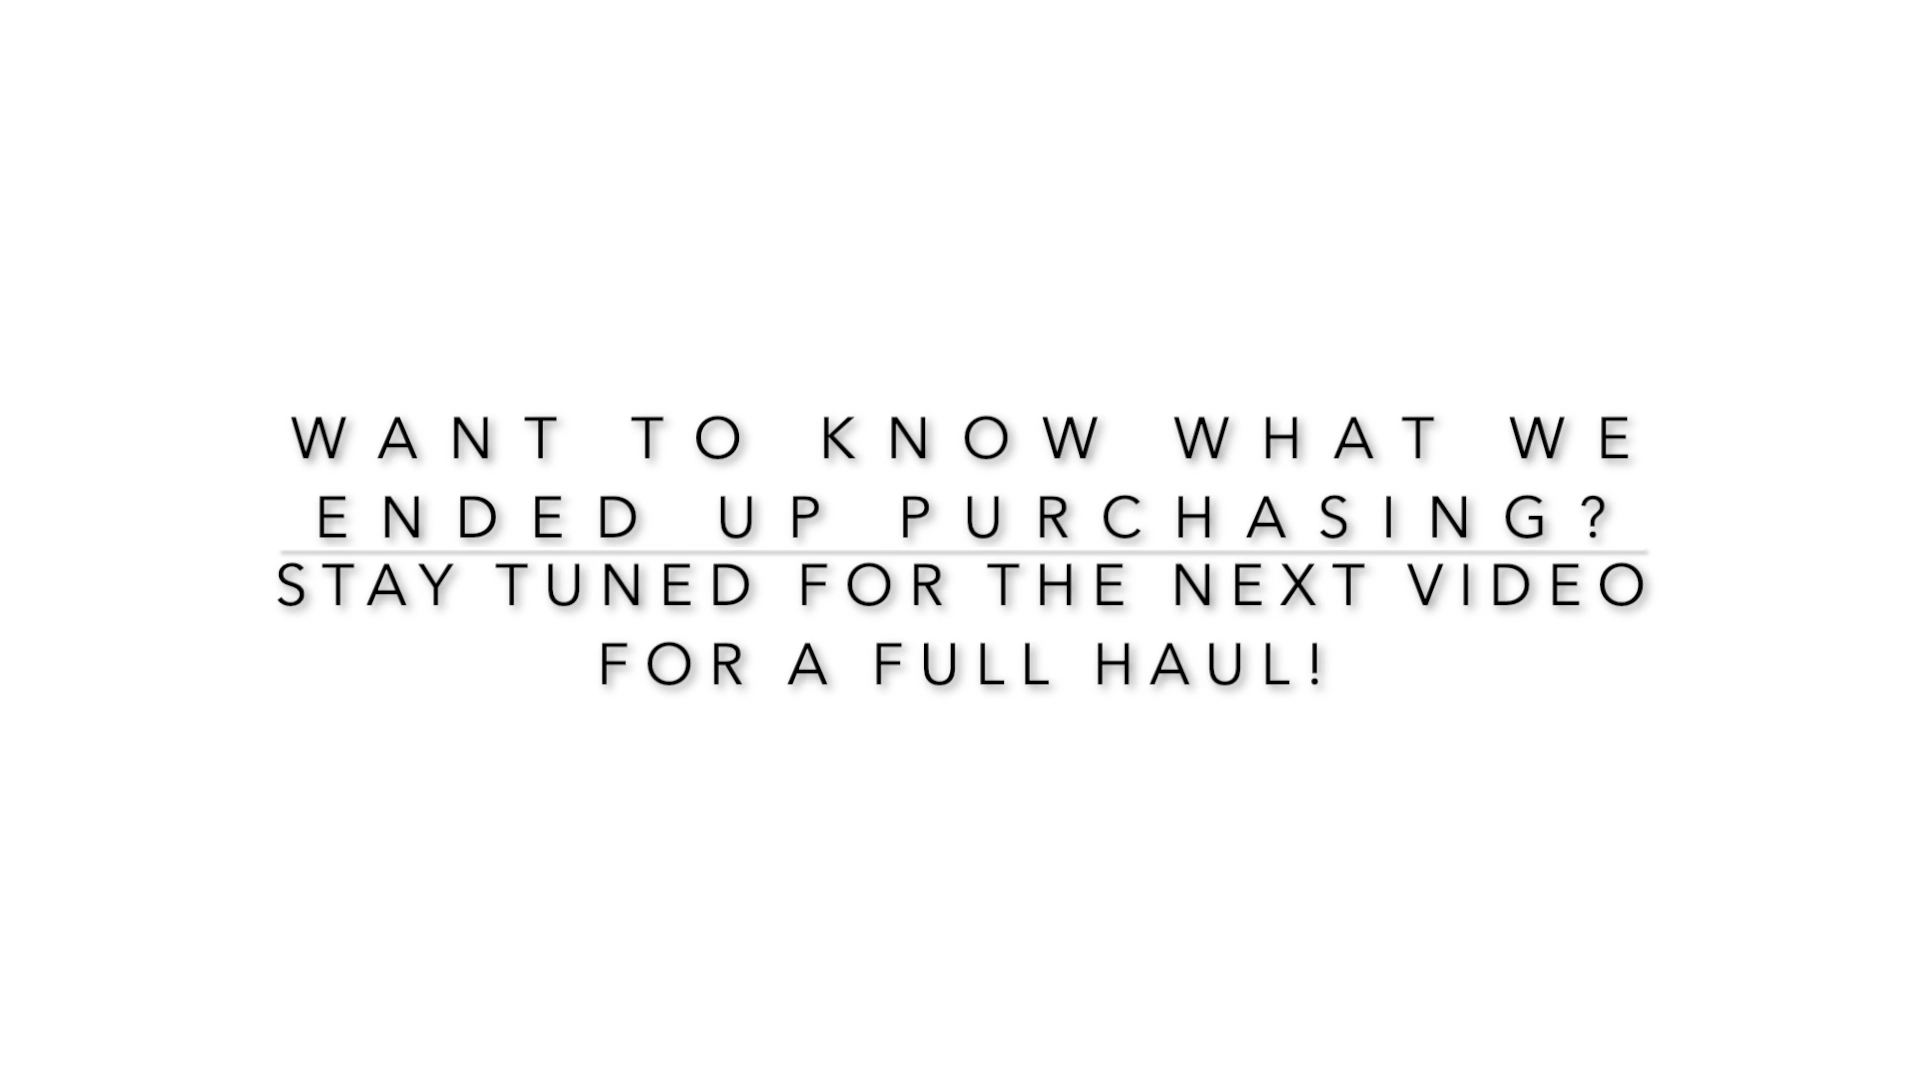 WANT TO KNOW WHAT WE
ENDED UP PURCHASING?
STAY TUNED FOR THE NEXT VIDEO
FOR A FULL HAUL!